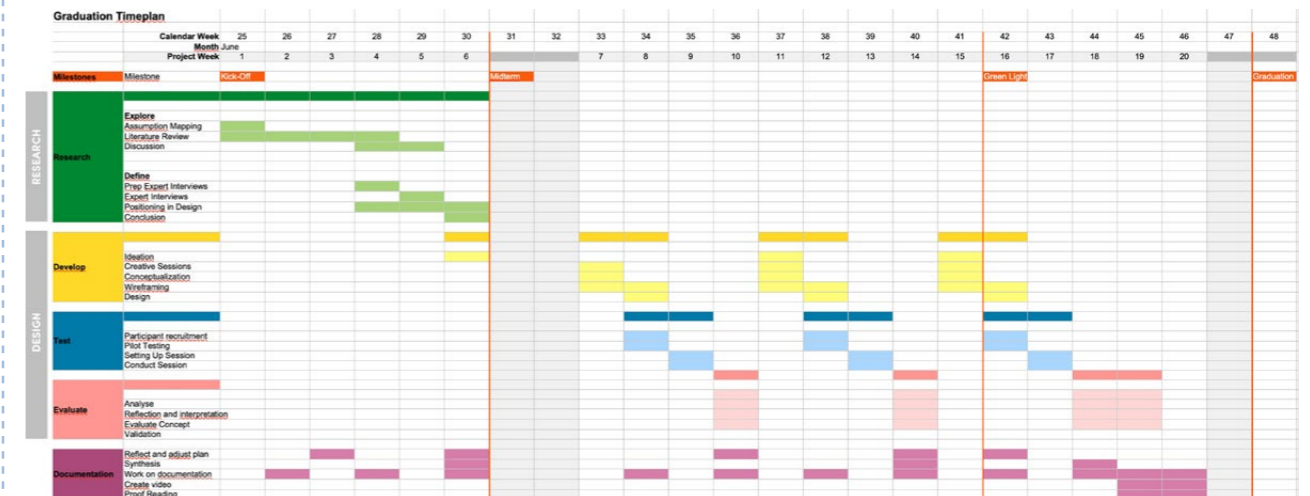 Graduation Timeplan
Calendar Week 25 26 27 28 29 30 31 32 33 34 35 36 37 38 39 40 41 42 43 44 45 46 47 48
Month June
Project Week 1 2 3 4 5 6 7 8 9 10 11 12 13 14 15 16 17 18 19 20
Milestones Milestone Kick-Off Midterm Green Light Graduation
RESEARCH
Research
Explore
Assumption Mapping
Literature Review
Discussion
Define
Prep Expert Interviews
Expert Interviews
Positioning in Design
Conclusion
DESIGN
Develop
Ideation
Creative Sessions
Conceptualization
Wireframing
Design
Test
Participant recruitment
Pilot Testing
Setting Up Session
Conduct Session
Evaluate
Analyse
Reflection and interpretation
Evaluate Concept
Validation
Documentation
Reflect and adjust plan
Synthesis
Work on documentation
Create video
Proof Reading